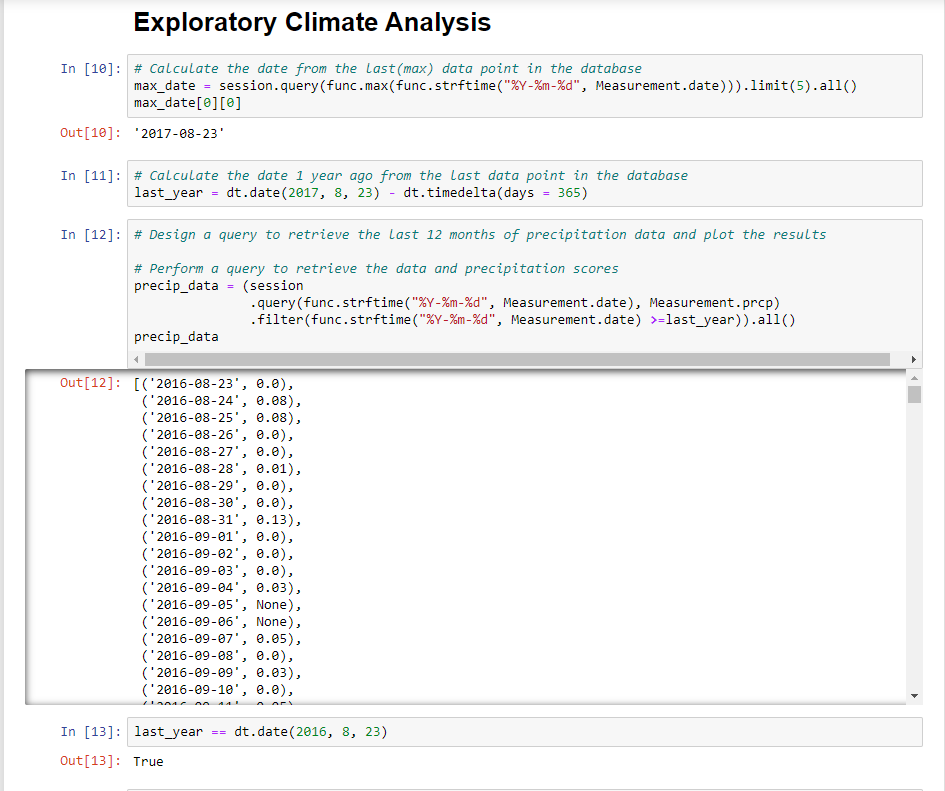 Exploratory Climate Analysis
In [10]: # Calculate the date from the last(max) data point in the database
max_date = session.query(func.max(func.strftime("%Y-%m-%d", Measurement.date))).limit(5).all()
max_date[0][0]
Out[10]: '2017-08-23'
In [11]: # Calculate the date 1 year ago from the last data point in the database
last_year = dt.date(2017, 8, 23) - dt.timedelta(days = 365)
In [12]: # Design a query to retrieve the last 12 months of precipitation data and plot the results
# Perform a query to retrieve the data and precipitation scores
precip_data = (session
.query(func.strftime("%Y-%m-%d", Measurement.date), Measurement.prcp)
.filter(func.strftime("%Y-%m-%d", Measurement.date) >=last_year)).all()
precip_data
Out[12]: [('2016-08-23', 0.0),
('2016-08-24', 0.08),
('2016-08-25', 0.08),
('2016-08-26', 0.0),
('2016-08-27', 0.0),
('2016-08-28', 0.01),
('2016-08-29', 0.0),
('2016-08-30', 0.0),
('2016-08-31', 0.13),
('2016-09-01', 0.0),
('2016-09-02', 0.0),
('2016-09-03', 0.0),
('2016-09-04', 0.03),
('2016-09-05', None),
('2016-09-06', None),
('2016-09-07', 0.05),
('2016-09-08', 0.0),
('2016-09-09', 0.03),
('2016-09-10', 0.0),
In [13]: last_year == dt.date(2016, 8, 23)
Out[13]: True